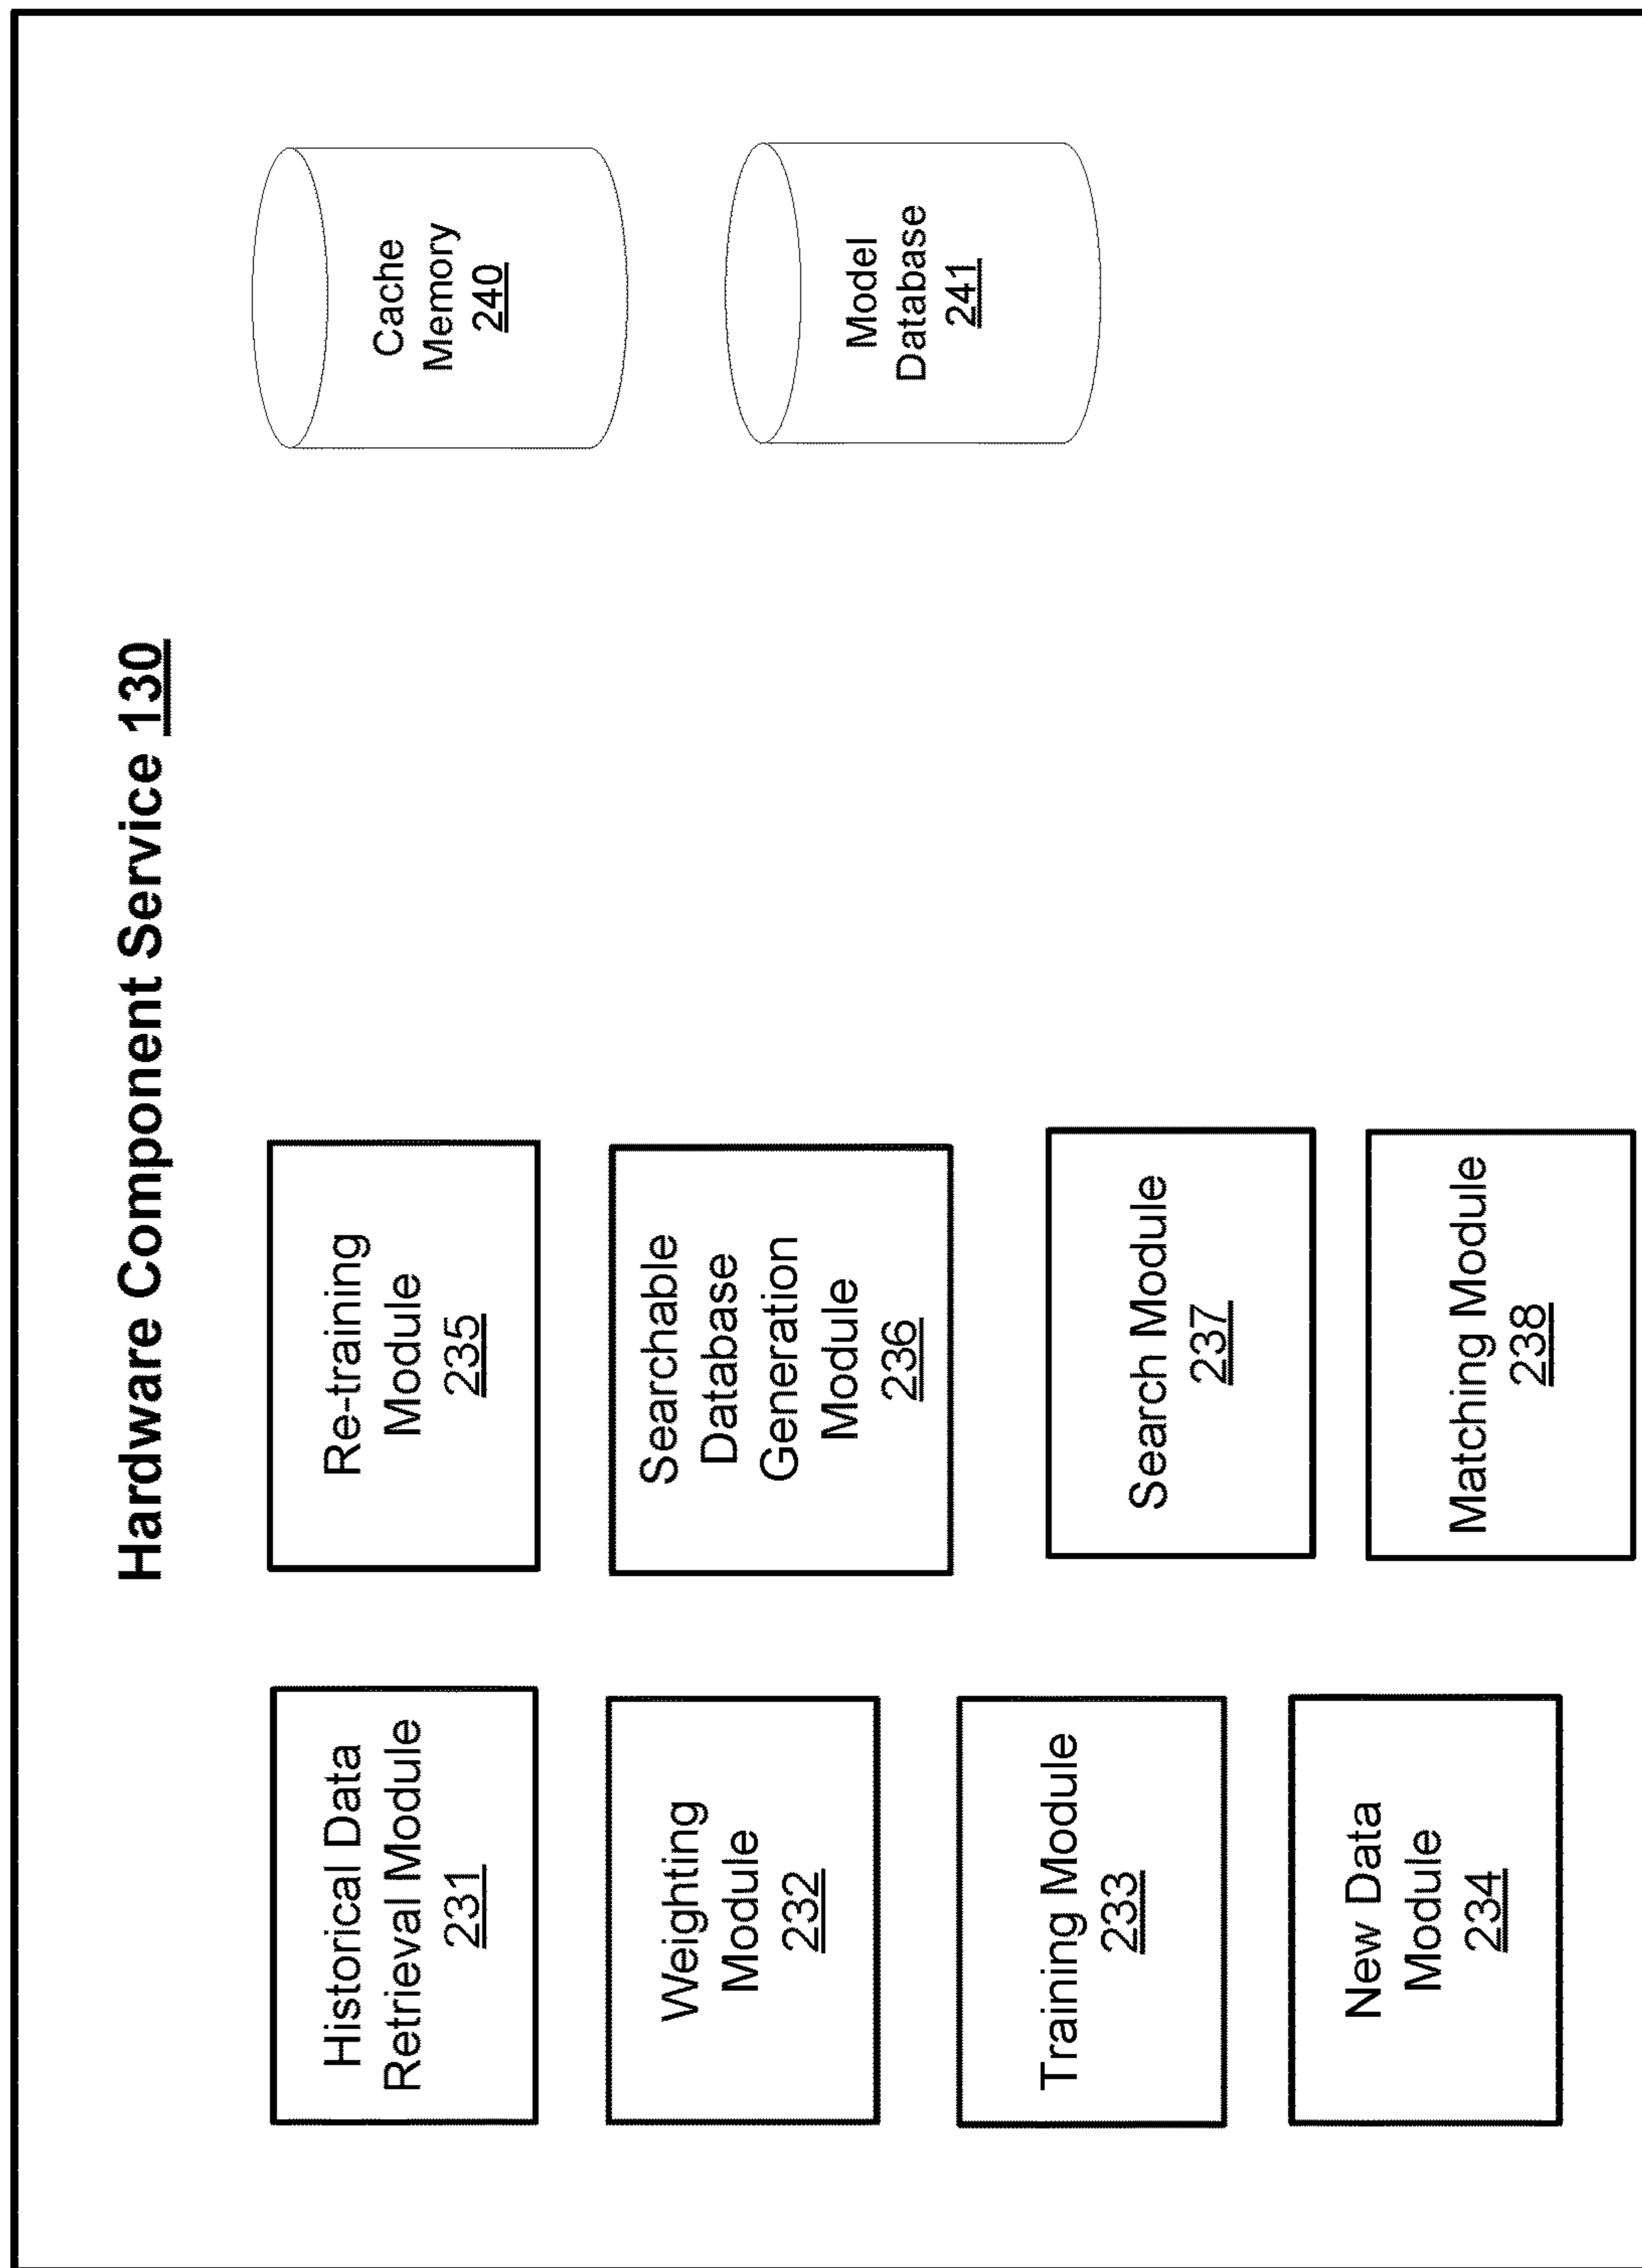 Hardware Component Service 130
Historical Data
Retrieval Module
231
Weighting
Module
232
Training Module
233
New Data
Module
234
Re-training
Module
235
Searchable
Database
Generation
Module
236
Search Module
237
Matching Module
238
Cache
Memory
240
Model
Database
241